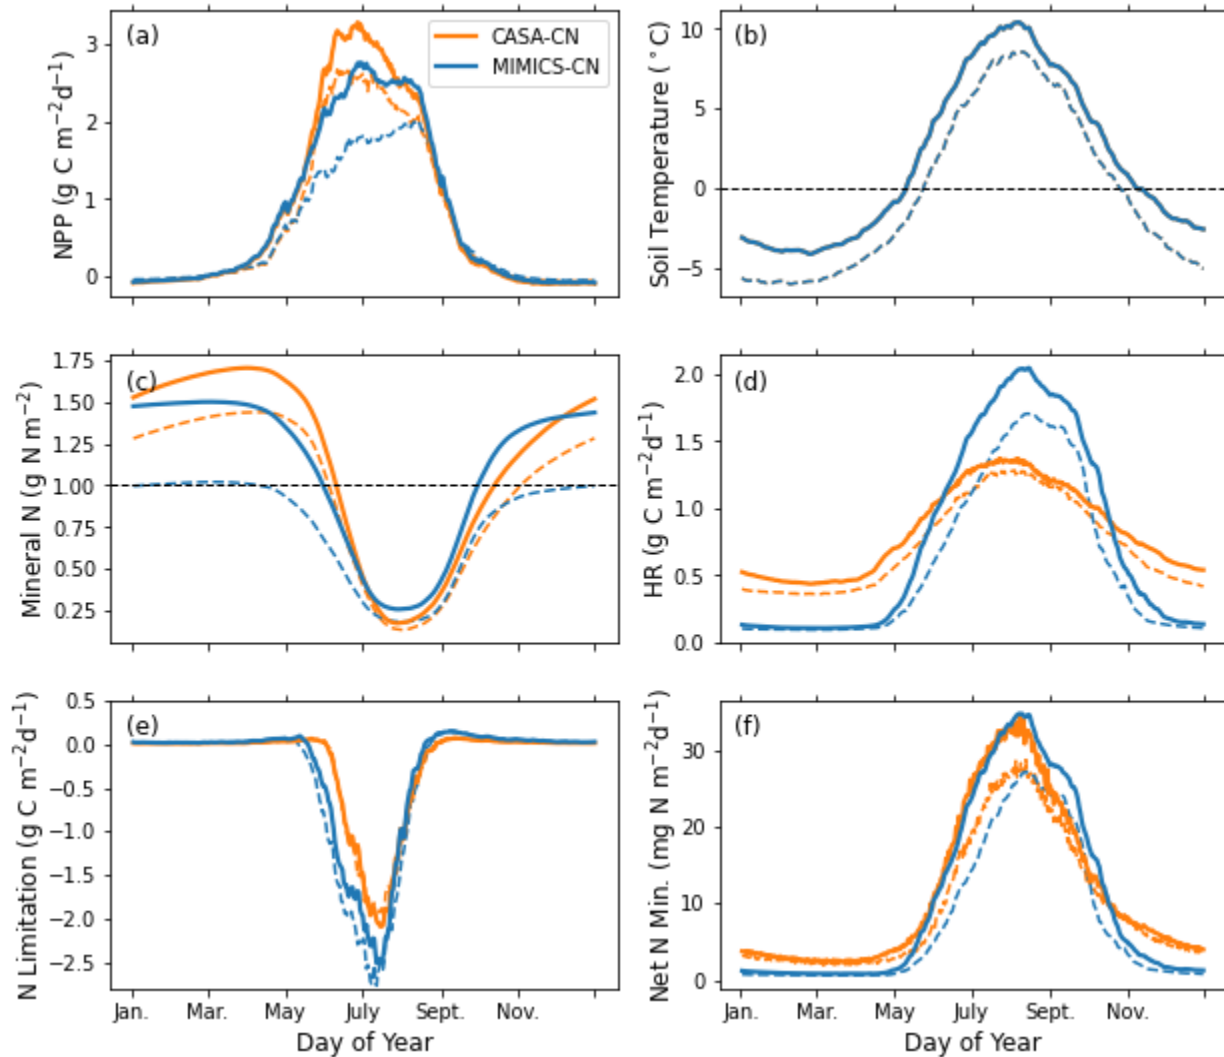 (a)
CASA-CN
MIMICS-CN
NPP (g C m⁻²d⁻¹)
3
2
1
0
(b)
Soil Temperature (°C)
10
5
0
−5
(c)
Mineral N (g N m⁻²)
1.75
1.50
1.25
1.00
0.75
0.50
0.25
(d)
HR (g C m⁻²d⁻¹)
2.0
1.5
1.0
0.5
0.0
(e)
N Limitation (g C m⁻²d⁻¹)
0.5
0.0
−0.5
−1.0
−1.5
−2.0
−2.5
Jan. Mar. May July Sept. Nov.
Day of Year
(f)
Net N Min. (mg N m⁻²d⁻¹)
30
20
10
0
Jan. Mar. May July Sept. Nov.
Day of Year